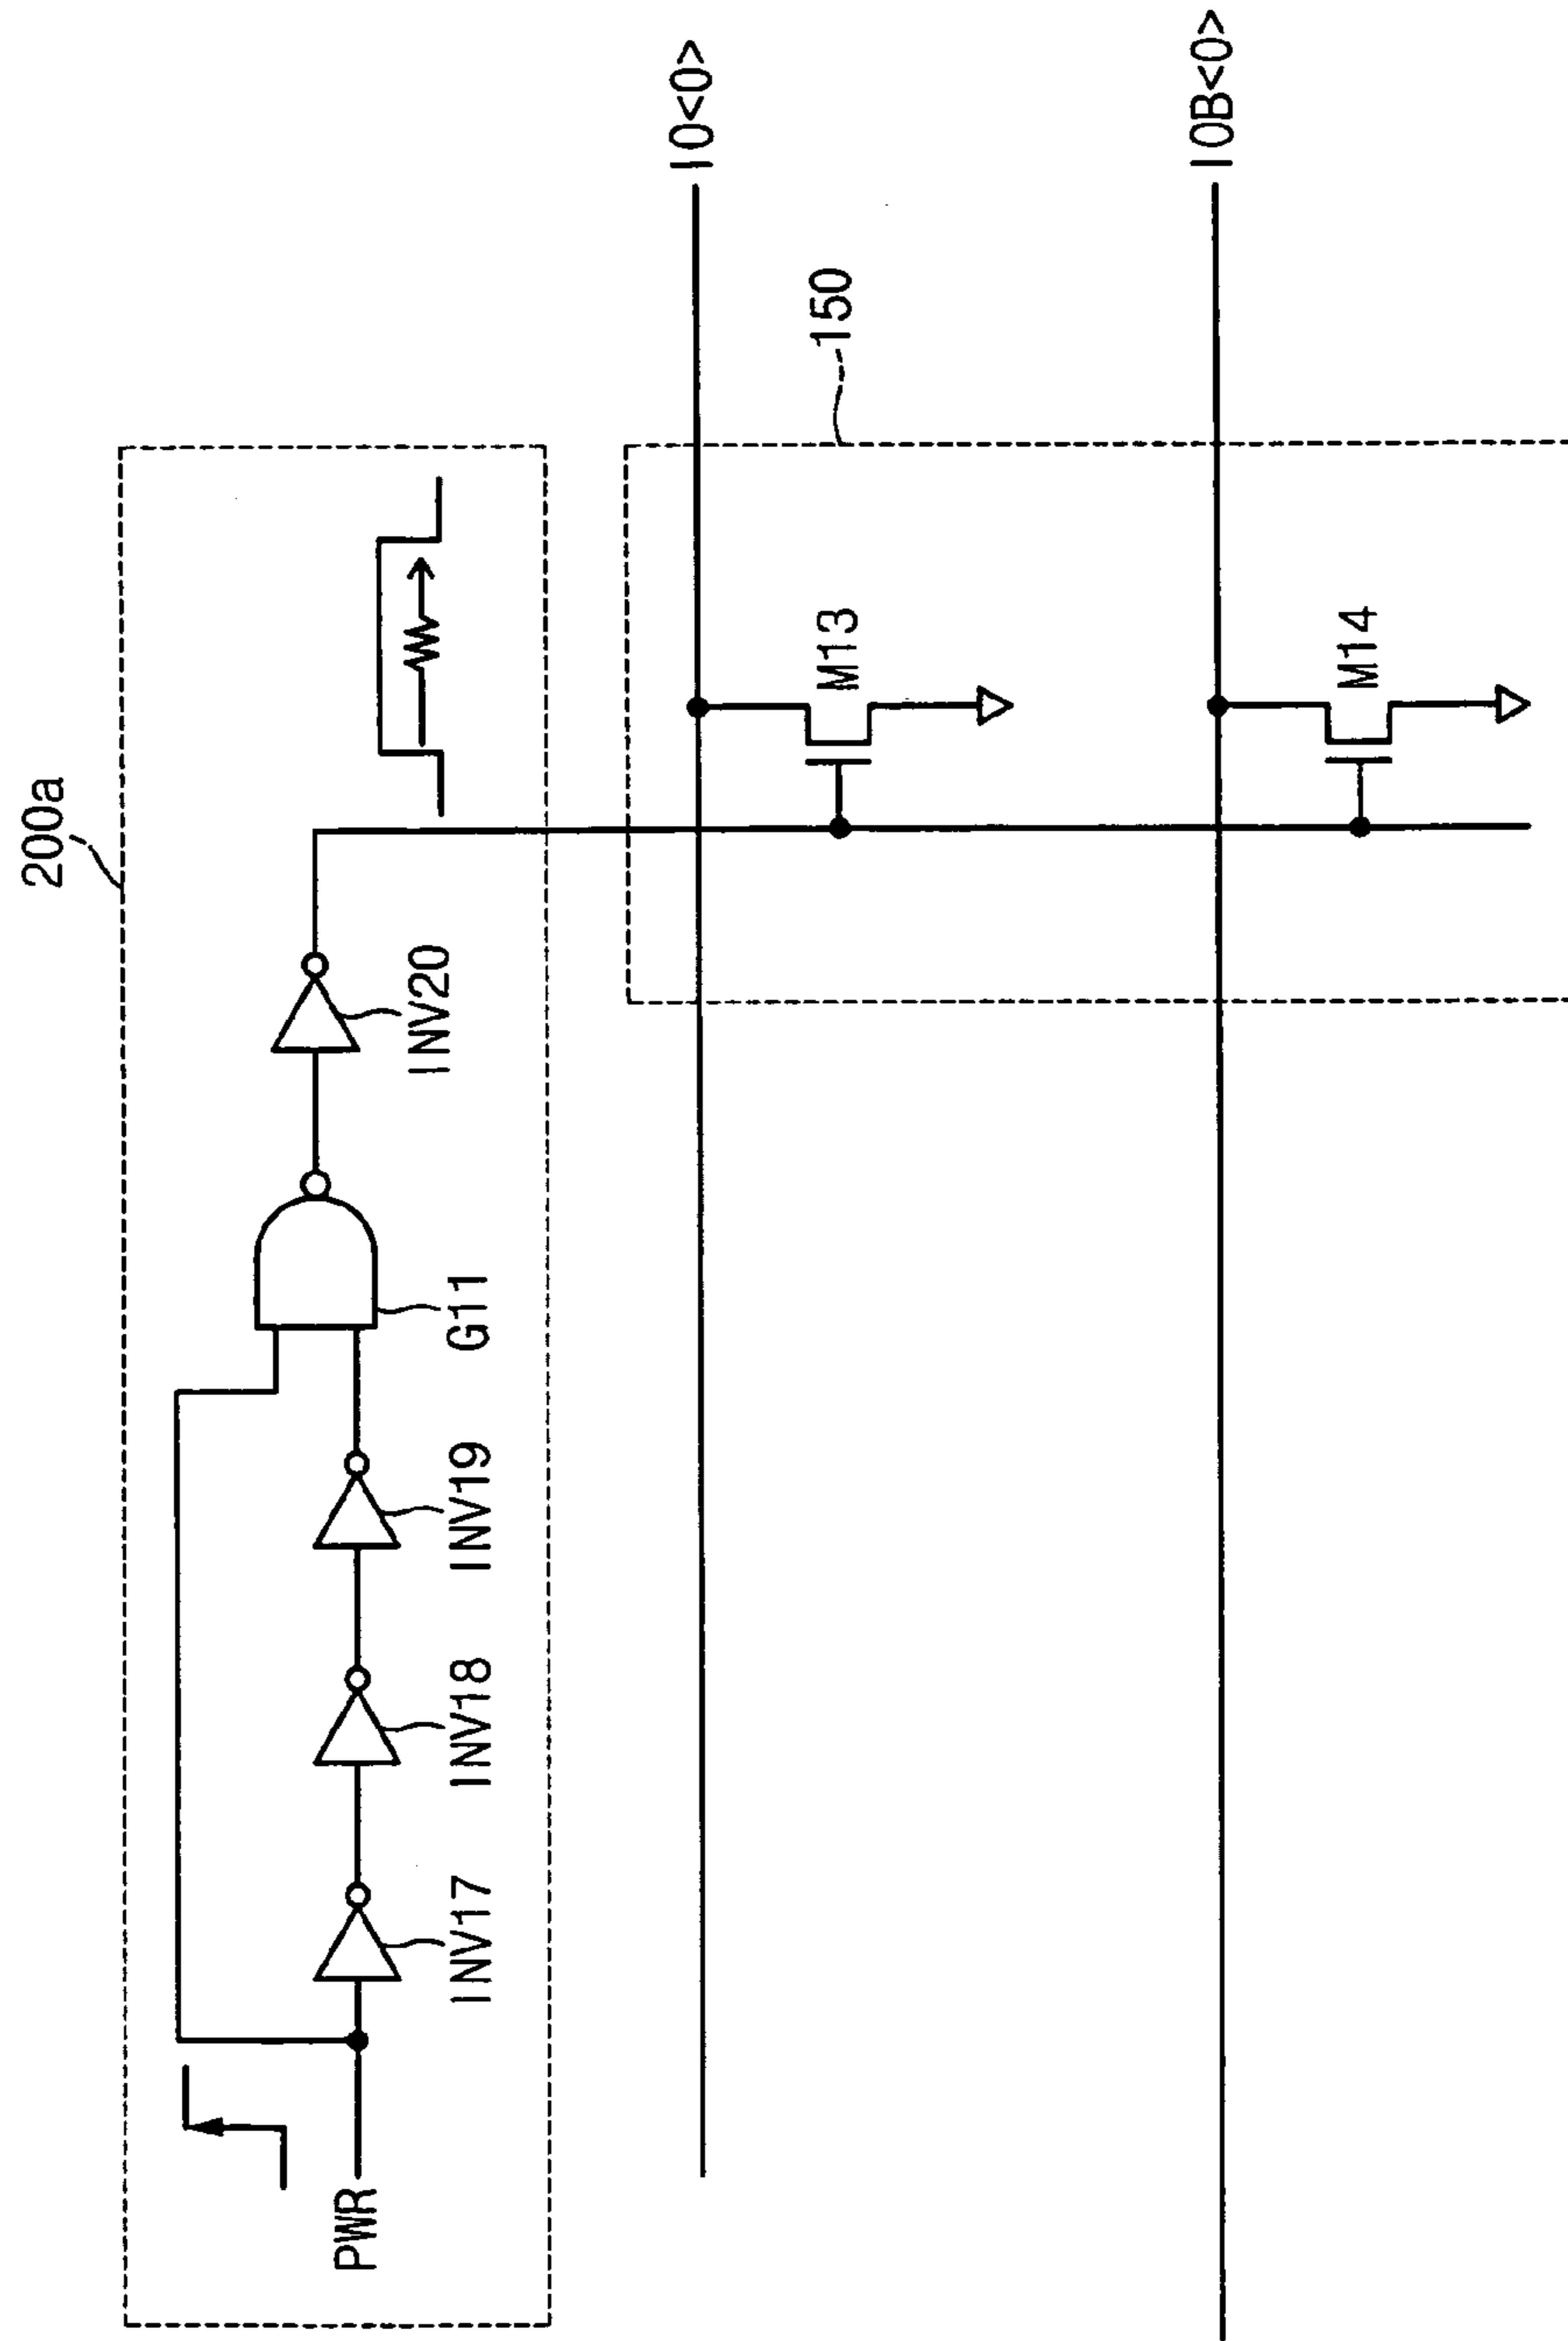 200a
PWR
INV17
INV18
INV19
G11
INV20
IO<0>
150
M13
IOB<0>
M14